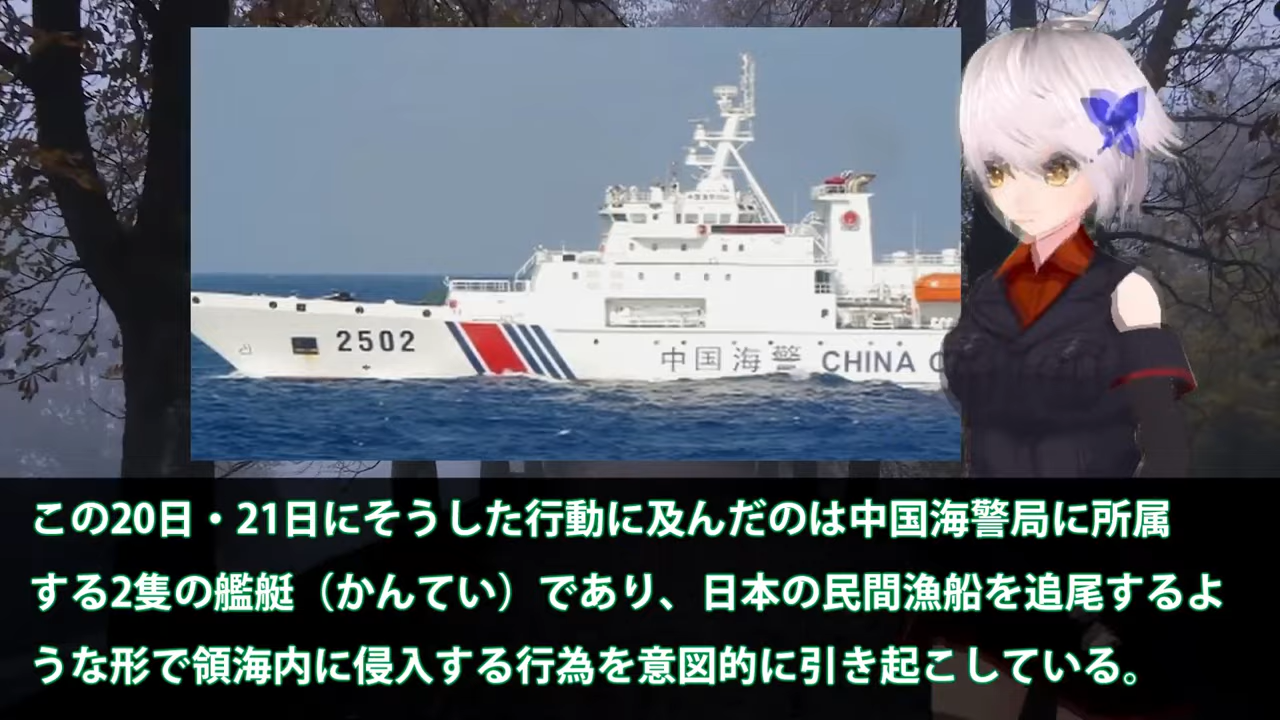 2502
中国海警 CHINA C
この20日・21日にそうした行動に及んだのは中国海警局に所属
する2隻の艦艇（かんてい）であり、日本の民間漁船を追尾するよ
うな形で領海内に侵入する行為を意図的に引き起こしている。